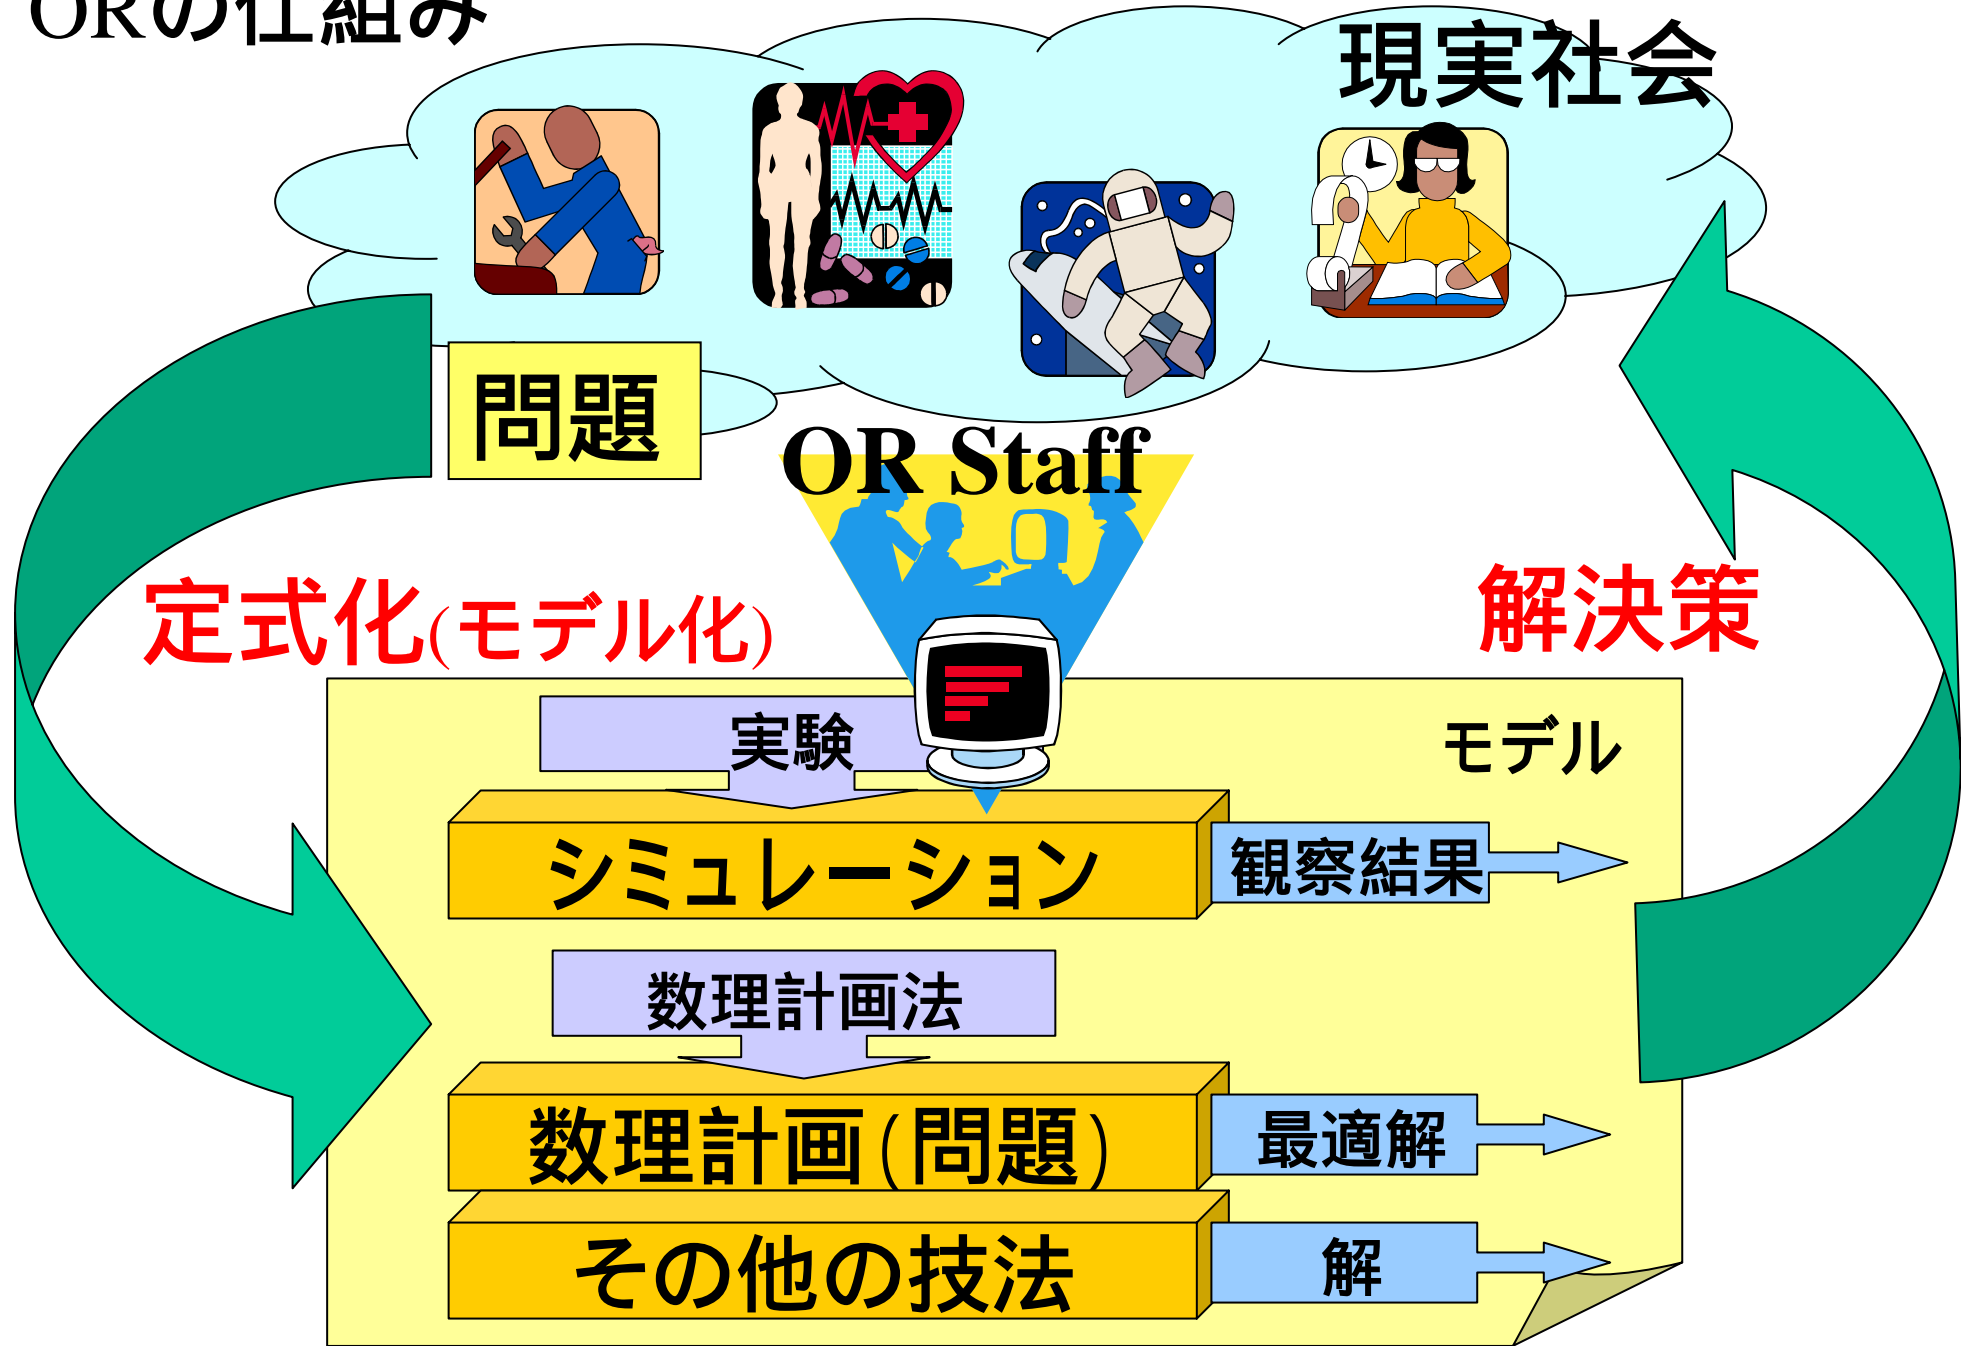 ORの仕組み
現実社会
問題
OR Staff
定式化(モデル化)
解決策
実験
モデル
シミュレーション
観察結果
数理計画法
数理計画(問題)
最適解
その他の技法
解